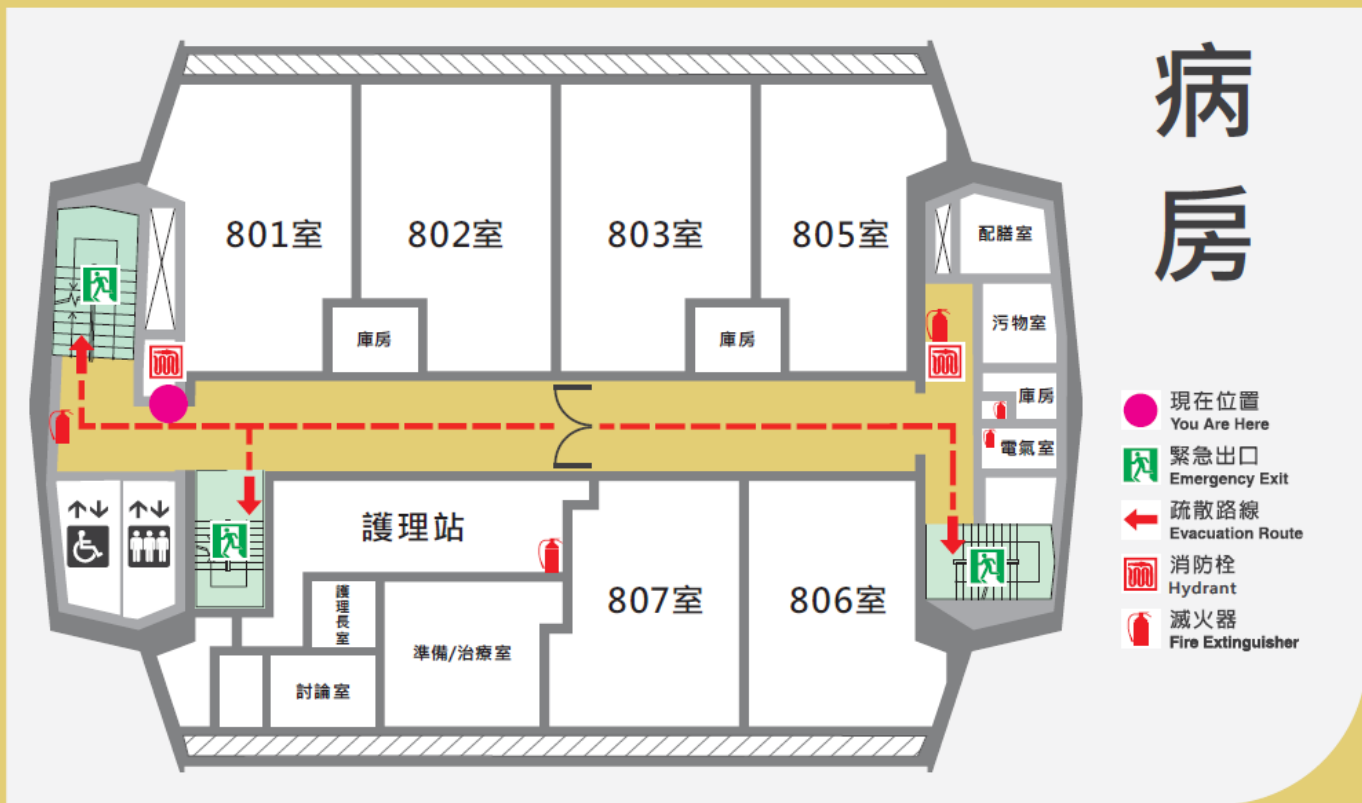 病
房
801室
802室
803室
805室
配膳室
污物室
庫房
庫房
庫房
電氣室
護理站
護
理
長
室
807室
806室
準備/治療室
討論室
現在位置
You Are Here
緊急出口
Emergency Exit
疏散路線
Evacuation Route
消防栓
Hydrant
滅火器
Fire Extinguisher